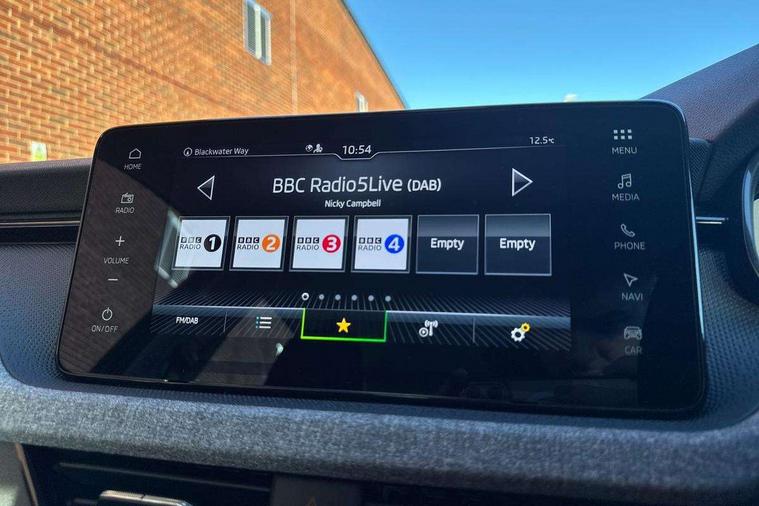 Blackwater Way
10:54
12.5°C
BBC Radio5Live (DAB)
Nicky Campbell
BBC RADIO 1
BBC RADIO 2
BBC RADIO 3
BBC RADIO 4
Empty
Empty
FM/DAB
HOME
RADIO
+
VOLUME
−
ON/OFF
MENU
MEDIA
PHONE
NAVI
CAR